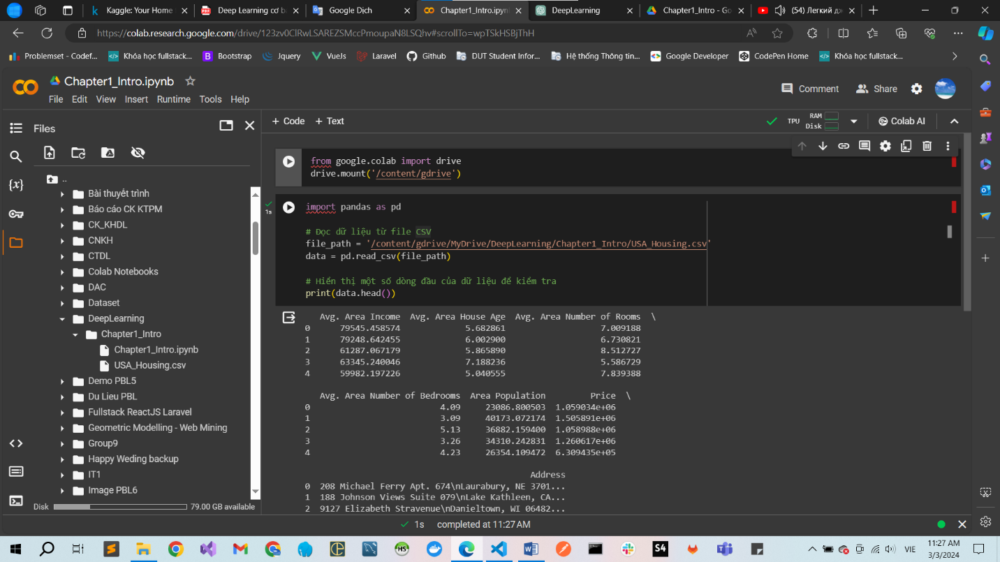 Kaggle: Your Home
Deep Learning cơ b
Google Dịch
Chapter1_Intro.ipyn
DeepLearning
Chapter1_Intro - Go
(54) Легкий дж
https://colab.research.google.com/drive/123zv0ClRwLSAREZSMccPmoupaN8LSQhv#scrollTo=wpTSkHSBjThH
Problemset - Codef...
Khóa học fullstack...
Bootstrap
Jquery
VueJs
Laravel
Github
DUT Student Infor...
Hệ thống Thông tin...
Google Developer
CodePen Home
Khóa học fullstack...
Chapter1_Intro.ipynb
File Edit View Insert Runtime Tools Help
Comment
Share
Files
+ Code + Text
TPU
RAM
Disk
Colab AI
..
Bài thuyết trình
Báo cáo CK KTPM
CK_KHDL
CNKH
CTDL
Colab Notebooks
DAC
Dataset
DeepLearning
Chapter1_Intro
Chapter1_Intro.ipynb
USA_Housing.csv
Demo PBL5
Du Lieu PBL
Fullstack ReactJS Laravel
Geometric Modelling - Web Mining
Group9
Happy Weding backup
IT1
Image PBL6
Disk
79.00 GB available
from google.colab import drive
drive.mount('/content/gdrive')
1s
import pandas as pd
# Đọc dữ liệu từ file CSV
file_path = '/content/gdrive/MyDrive/DeepLearning/Chapter1_Intro/USA_Housing.csv'
data = pd.read_csv(file_path)
# Hiển thị một số dòng đầu của dữ liệu để kiểm tra
print(data.head())
Avg. Area Income Avg. Area House Age Avg. Area Number of Rooms \
0 79545.458574 5.682861 7.009188
1 79248.642455 6.002900 6.730821
2 61287.067179 5.865890 8.512727
3 63345.240046 7.188236 5.586729
4 59982.197226 5.040555 7.839388
Avg. Area Number of Bedrooms Area Population Price \
0 4.09 23086.800503 1.059034e+06
1 3.09 40173.072174 1.505891e+06
2 5.13 36882.159400 1.058988e+06
3 3.26 34310.242831 1.260617e+06
4 4.23 26354.109472 6.309435e+05
Address
0 208 Michael Ferry Apt. 674\nLaurabury, NE 3701...
1 188 Johnson Views Suite 079\nLake Kathleen, CA...
2 9127 Elizabeth Stravenue\nDanieltown, WI 06482...
1s completed at 11:27 AM
VIE
11:27 AM
3/3/2024